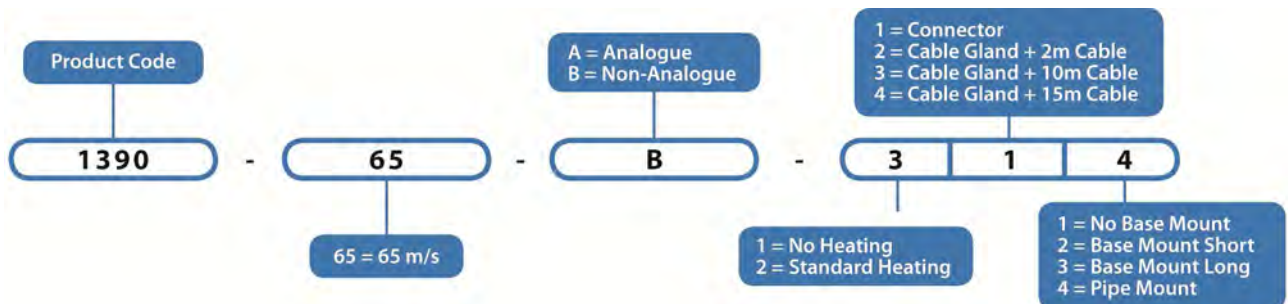 Product Code
A = Analogue
B = Non-Analogue
1 = Connector
2 = Cable Gland + 2m Cable
3 = Cable Gland + 10m Cable
4 = Cable Gland + 15m Cable
1390 - 65 - B - 3 1 4
65 = 65 m/s
1 = No Heating
2 = Standard Heating
1 = No Base Mount
2 = Base Mount Short
3 = Base Mount Long
4 = Pipe Mount